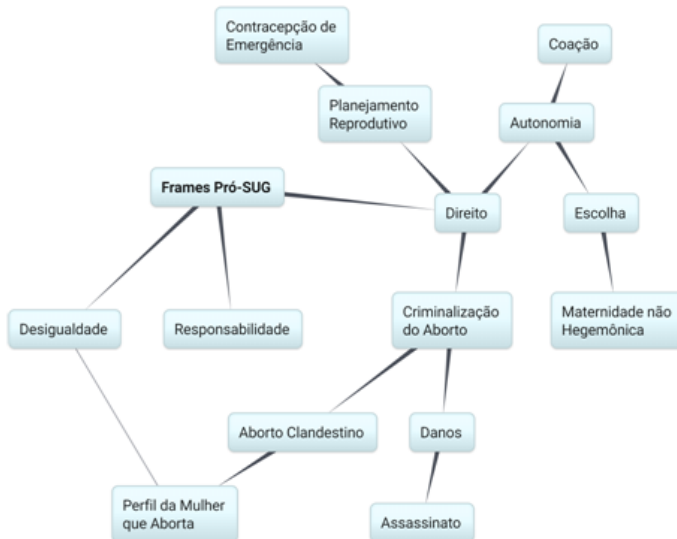 Contracepção de
Emergência
Coação
Planejamento
Reprodutivo
Autonomia
Frames Pró-SUG
Direito
Escolha
Desigualdade
Responsabilidade
Criminalização
do Aborto
Maternidade não
Hegemônica
Aborto Clandestino
Danos
Perfil da Mulher
que Aborta
Assassinato